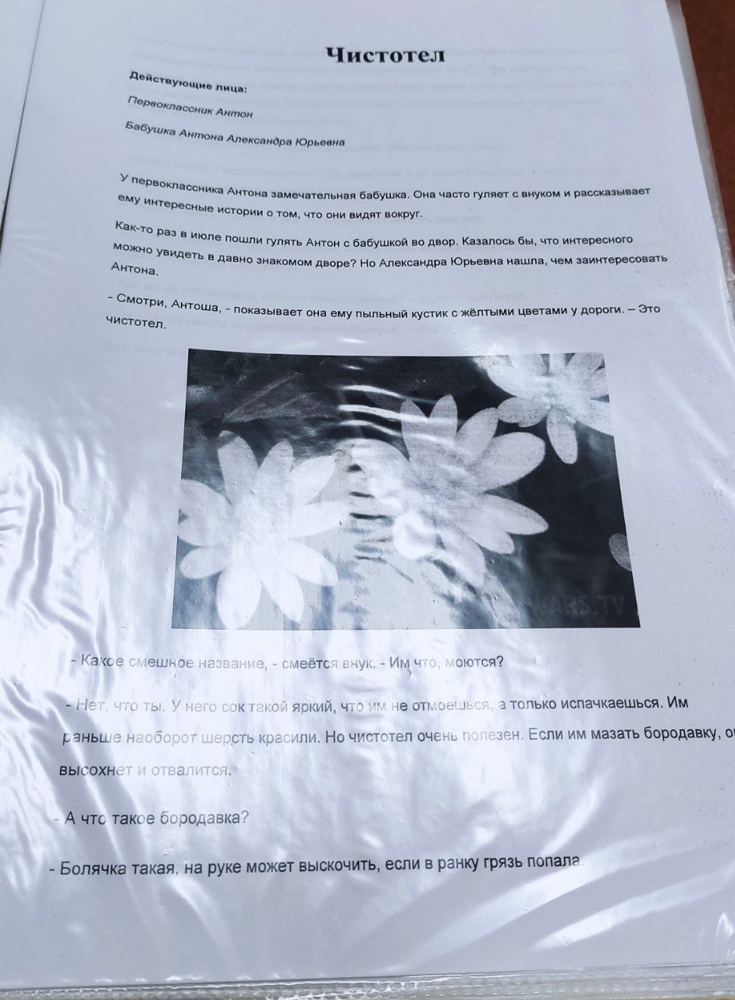 Чистотел
Действующие лица:
Первоклассник Антон
Бабушка Антона Александра Юрьевна
У первоклассника Антона замечательная бабушка. Она часто гуляет с внуком и рассказывает
ему интересные истории о том, что они видят вокруг.
Как-то раз в июле пошли гулять Антон с бабушкой во двор. Казалось бы, что интересного
можно увидеть в давно знакомом дворе? Но Александра Юрьевна нашла, чем заинтересовать
Антона.
- Смотри, Антоша, - показывает она ему пыльный кустик с жёлтыми цветами у дороги. – Это
чистотел.
- Какое смешное название, - смеётся внук. - Им что, моются?
- Нет, что ты. У него сок такой яркий, что им не отмоешься, а только испачкаешься. Им
раньше наоборот шерсть красили. Но чистотел очень полезен. Если им мазать бородавку,
высохнет и отвалится.
- А что такое бородавка?
- Болячка такая, на руке может выскочить, если в ранку грязь попала.